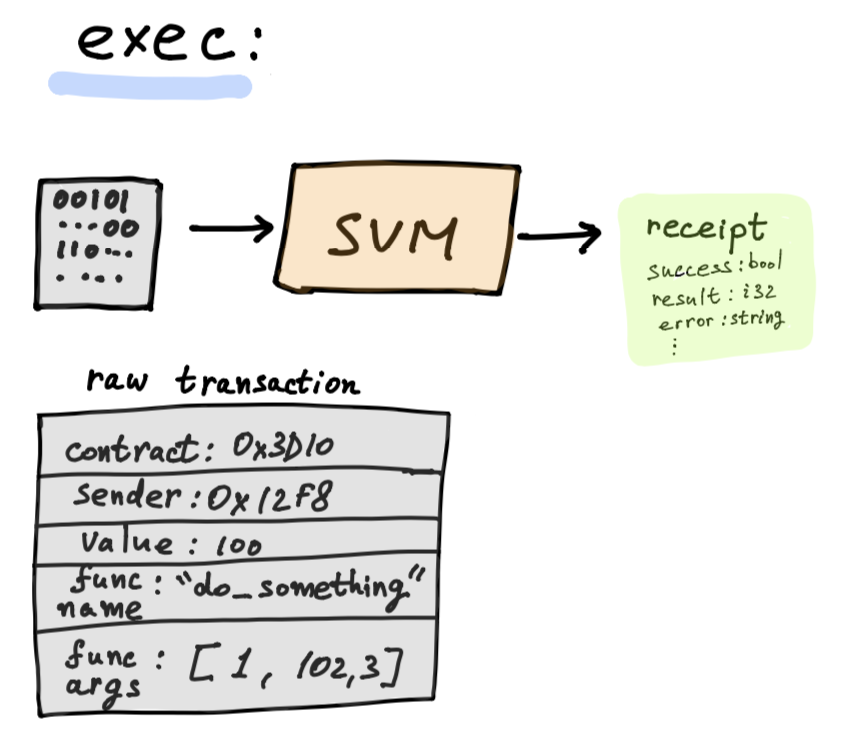 exec:
00101
...00
110...
. ...
SVM
receipt
success: bool
result: i32
error: string
⋮
raw transaction
contract: 0x3D10
sender: 0x12F8
value: 100
func name: "do_something"
func args: [1, 102, 3]